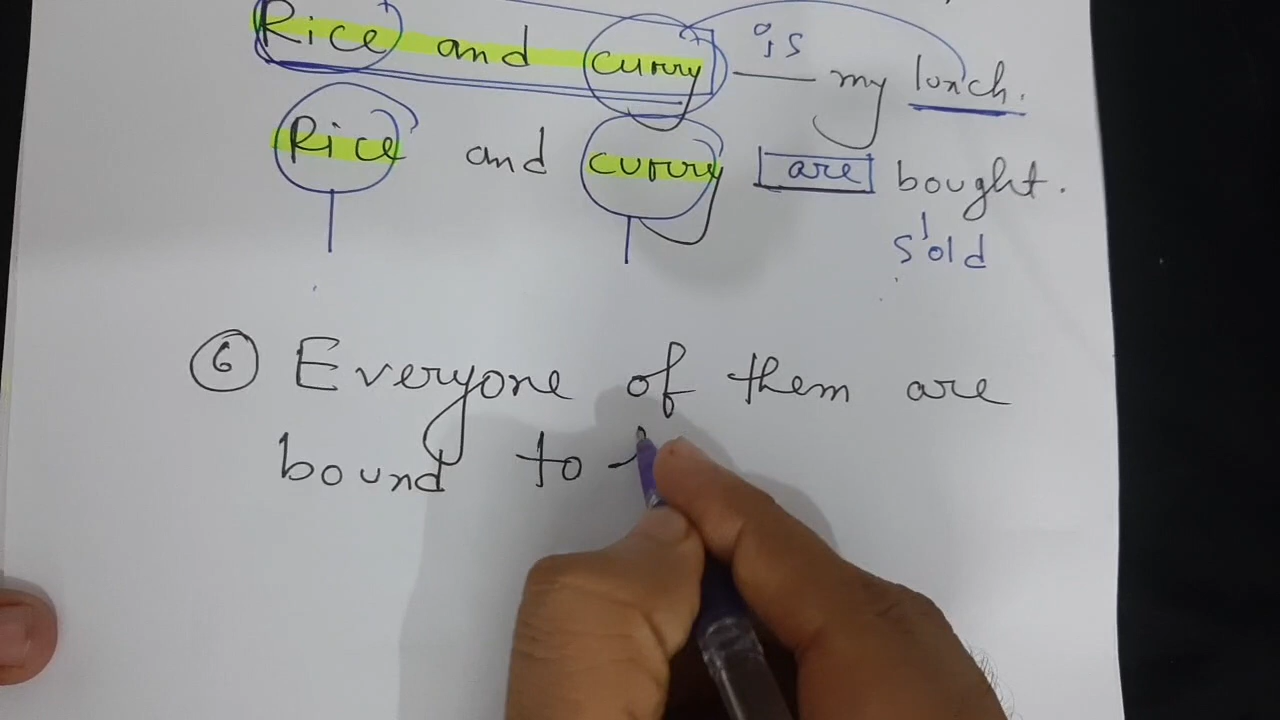 Rice and curry is my lunch.
Rice and curry are bought.
sold
6 Everyone of them are
bound to